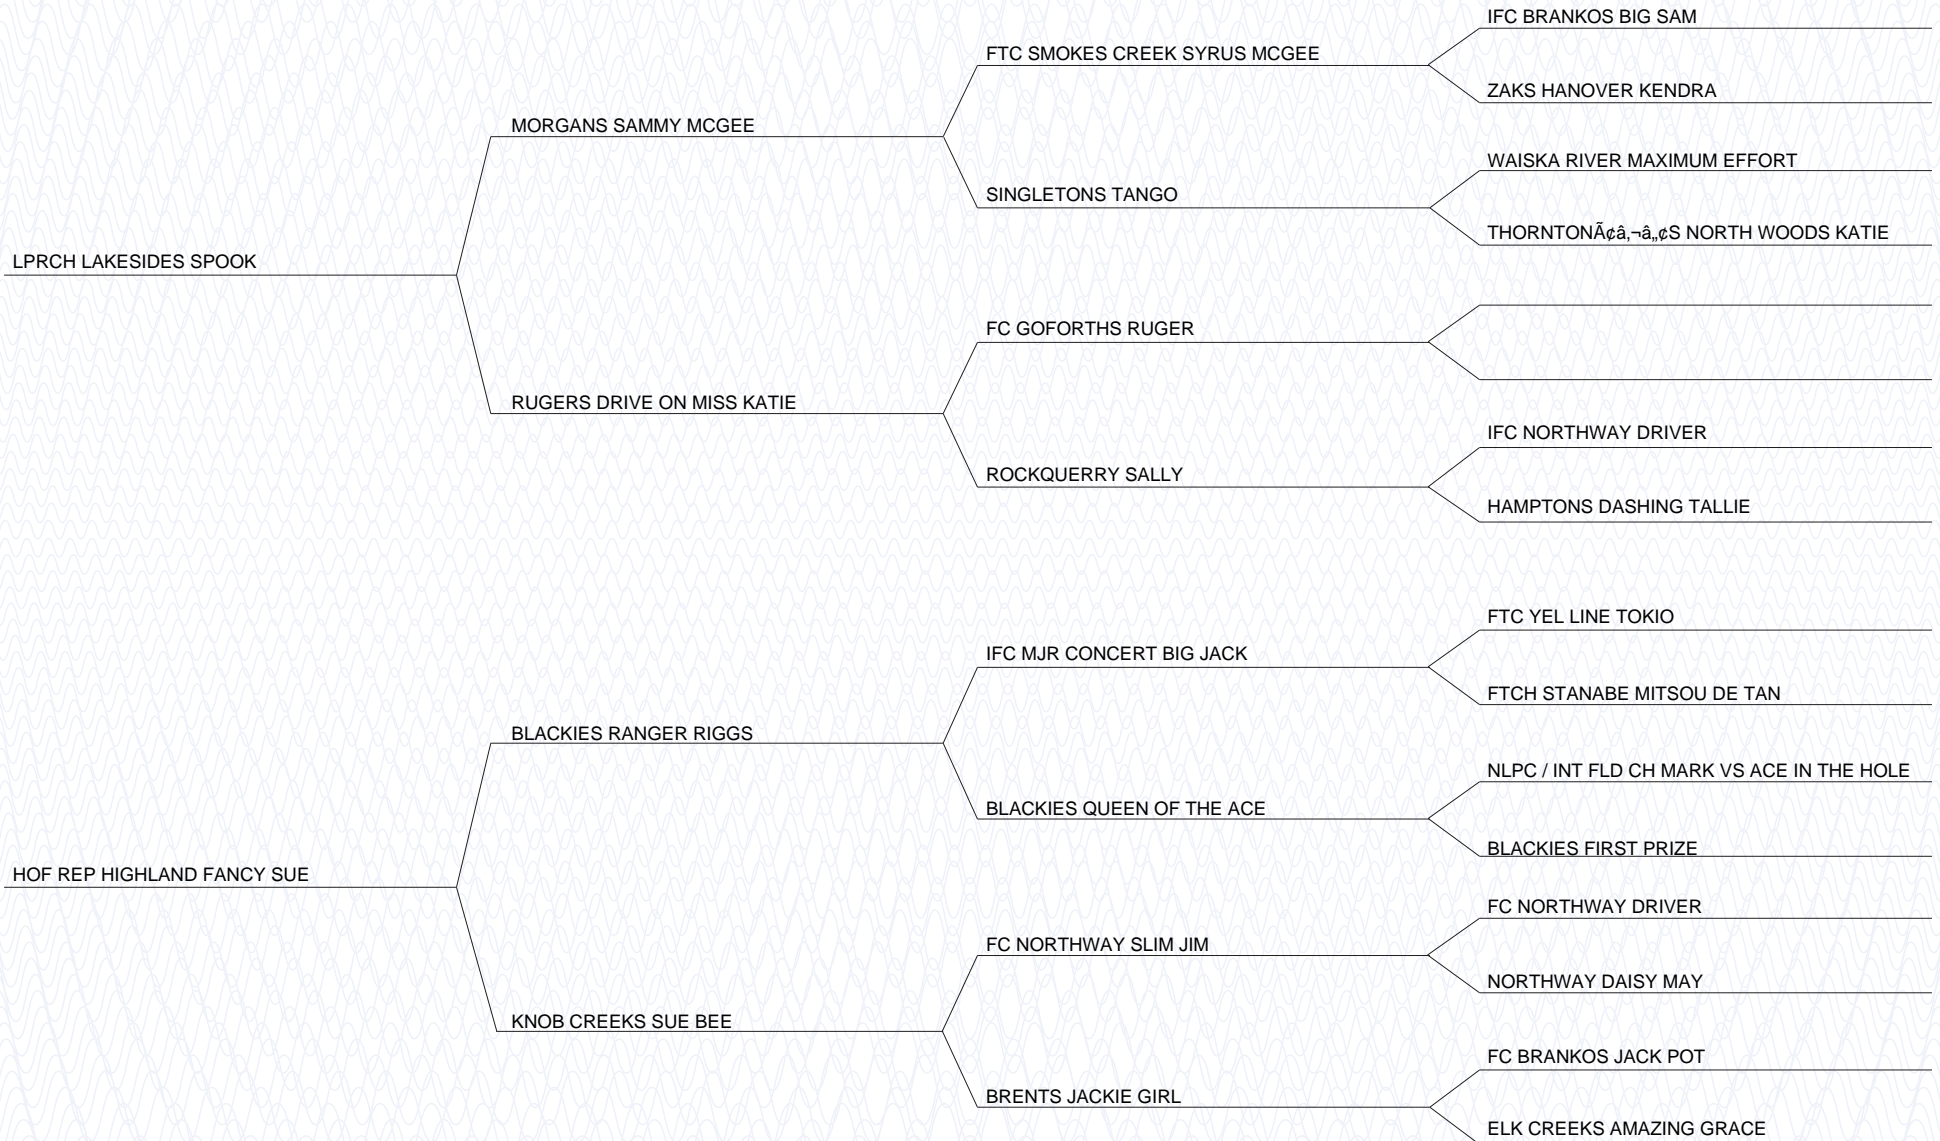 IFC BRANKOS BIG SAM
FTC SMOKES CREEK SYRUS MCGEE
ZAKS HANOVER KENDRA
MORGANS SAMMY MCGEE
WAISKA RIVER MAXIMUM EFFORT
SINGLETONS TANGO
THORNTONÃ¢â‚¬â„¢S NORTH WOODS KATIE
LPRCH LAKESIDES SPOOK
FC GOFORTHS RUGER
RUGERS DRIVE ON MISS KATIE
IFC NORTHWAY DRIVER
ROCKQUERRY SALLY
HAMPTONS DASHING TALLIE
FTC YEL LINE TOKIO
IFC MJR CONCERT BIG JACK
FTCH STANABE MITSOU DE TAN
BLACKIES RANGER RIGGS
NLPC / INT FLD CH MARK VS ACE IN THE HOLE
BLACKIES QUEEN OF THE ACE
BLACKIES FIRST PRIZE
HOF REP HIGHLAND FANCY SUE
FC NORTHWAY DRIVER
FC NORTHWAY SLIM JIM
NORTHWAY DAISY MAY
KNOB CREEKS SUE BEE
FC BRANKOS JACK POT
BRENTS JACKIE GIRL
ELK CREEKS AMAZING GRACE